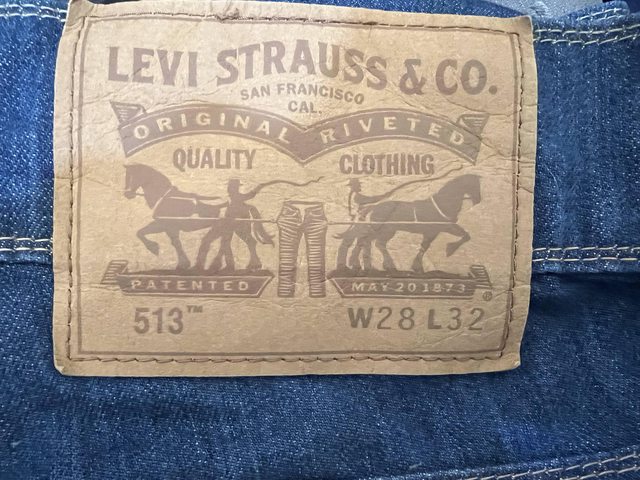 LEVI STRAUSS & CO.
SAN FRANCISCO
CAL.
ORIGINAL RIVETED
QUALITY CLOTHING
PATENTED MAY 20 1873 ®
513™ W28 L32